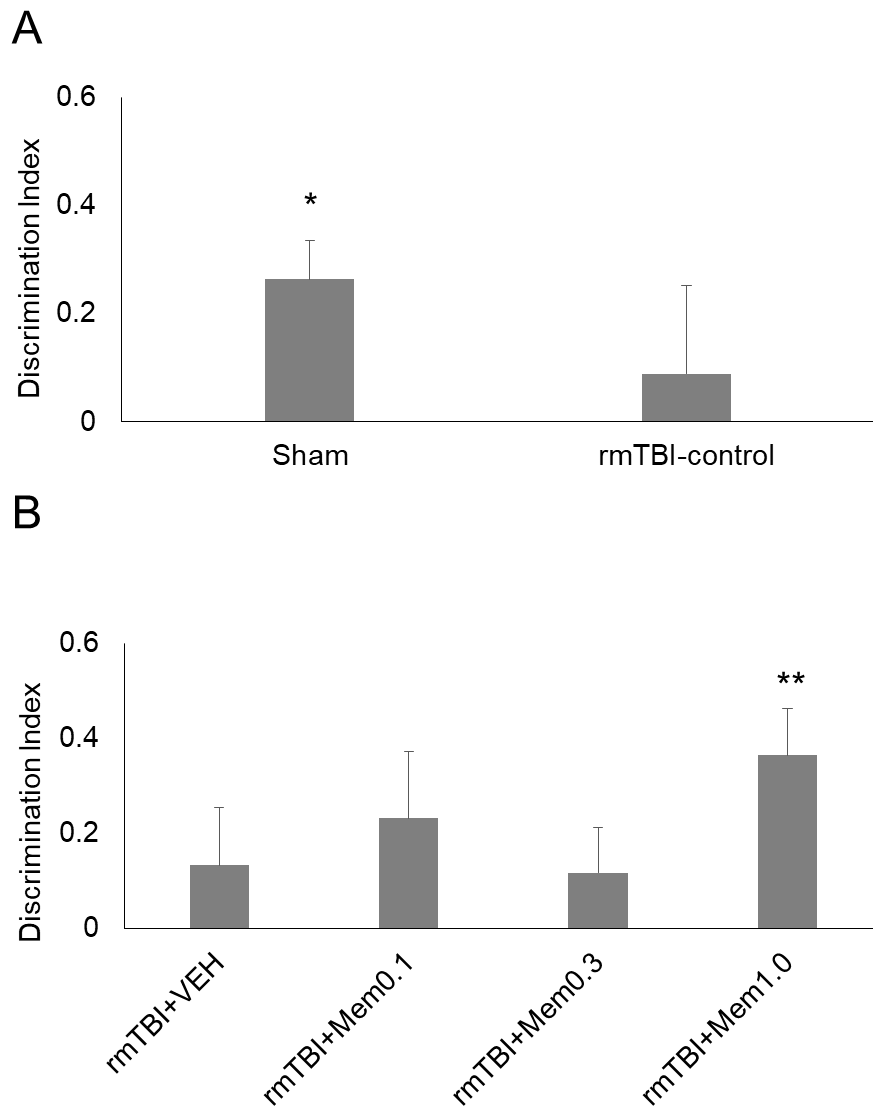 A
0.6
0.4
0.2
0
Discrimination Index
*
Sham
rmTBI-control
B
0.6
0.4
0.2
0
Discrimination Index
**
rmTBI+VEH
rmTBI+Mem0.1
rmTBI+Mem0.3
rmTBI+Mem1.0